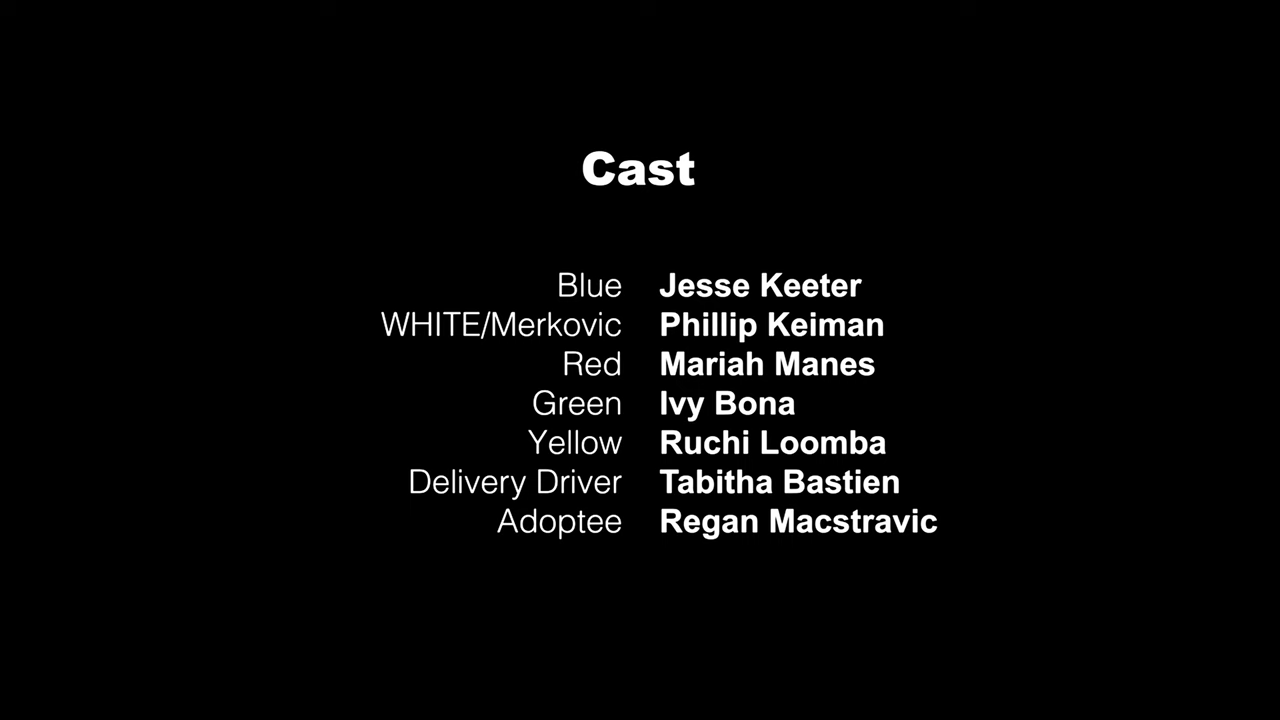 Cast
Blue Jesse Keeter
WHITE/Merkovic Phillip Keiman
Red Mariah Manes
Green Ivy Bona
Yellow Ruchi Loomba
Delivery Driver Tabitha Bastien
Adoptee Regan Macstravic